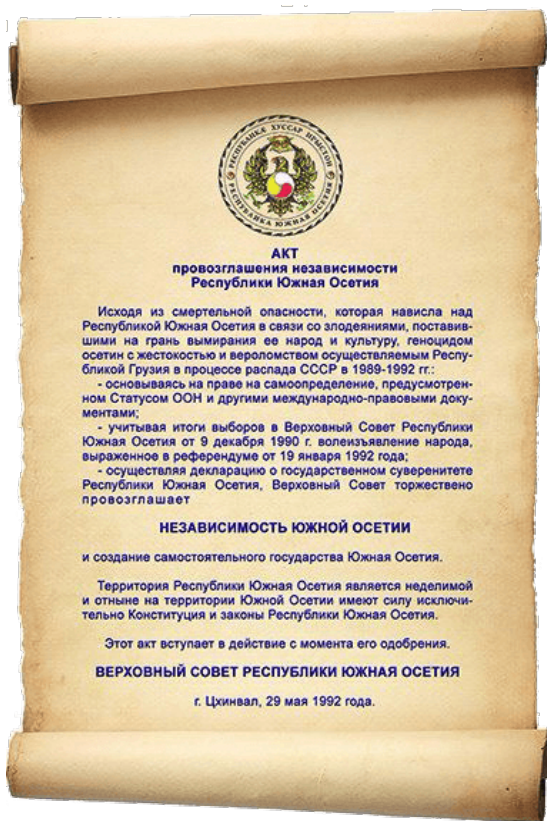 РЕСПУБЛИКӔ ХУССАР ИРЫСТОН
РЕСПУБЛИКА ЮЖНАЯ ОСЕТИЯ
АКТ
провозглашения независимости
Республики Южная Осетия
Исходя из смертельной опасности, которая нависла над
Республикой Южная Осетия в связи со злодеяниями, поставив-
шими на грань вымирания ее народ и культуру, геноцидом
осетин с жестокостью и вероломством осуществляемым Респу-
бликой Грузия в процессе распада СССР в 1989-1992 гг.:
- основываясь на праве на самоопределение, предусмотрен-
ном Статусом ООН и другими международно-правовыми доку-
ментами;
- учитывая итоги выборов в Верховный Совет Республики
Южная Осетия от 9 декабря 1990 г. волеизъявление народа,
выраженное в референдуме от 19 января 1992 года;
- осуществляя декларацию о государственном суверенитете
Республики Южная Осетия, Верховный Совет торжествено
провозглашает
НЕЗАВИСИМОСТЬ ЮЖНОЙ ОСЕТИИ
и создание самостоятельного государства Южная Осетия.
Территория Республики Южная Осетия является неделимой
и отныне на территории Южной Осетии имеют силу исключи-
тельно Конституция и законы Республики Южная Осетия.
Этот акт вступает в действие с момента его одобрения.
ВЕРХОВНЫЙ СОВЕТ РЕСПУБЛИКИ ЮЖНАЯ ОСЕТИЯ
г. Цхинвал, 29 мая 1992 года.